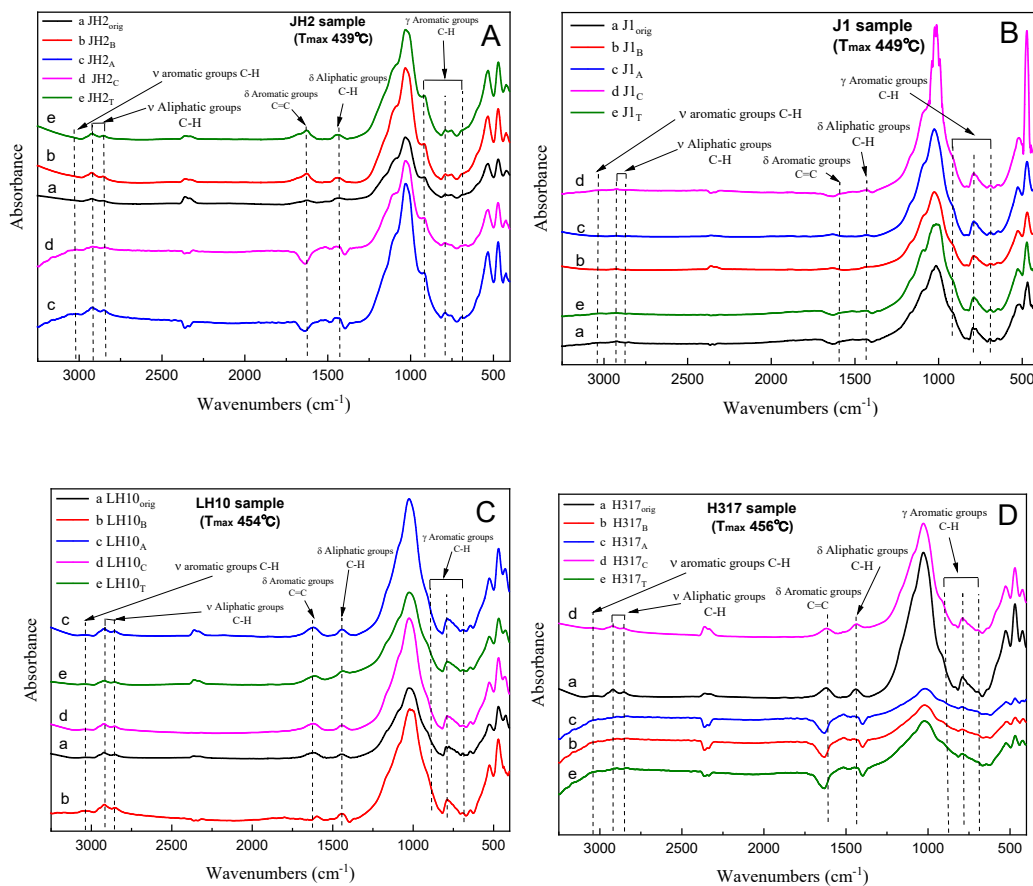 JH2 sample
(Tmax 439℃)
A
a JH2orig
b JH2B
c JH2A
d JH2C
e JH2T
γ Aromatic groups
C-H
ν aromatic groups C-H
δ Aliphatic groups
C-H
δ Aromatic groups
C=C
ν Aliphatic groups
C-H
e
b
a
d
c
Absorbance
3000 2500 2000 1500 1000 500
Wavenumbers (cm-1)
J1 sample
(Tmax 449℃)
B
a J1orig
b J1B
c J1A
d J1C
e J1T
γ Aromatic groups
C-H
ν aromatic groups C-H
δ Aliphatic groups
C-H
ν Aliphatic groups
C-H
δ Aromatic groups
C=C
d
c
b
e
a
Absorbance
3000 2500 2000 1500 1000 500
Wavenumbers (cm-1)
LH10 sample
(Tmax 454℃)
C
a LH10orig
b LH10B
c LH10A
d LH10C
e LH10T
γ Aromatic groups
C-H
δ Aliphatic groups
C-H
ν aromatic groups C-H
δ Aromatic groups
C=C
ν Aliphatic groups
C-H
c
e
d
a
b
Absorbance
3000 2500 2000 1500 1000 500
Wavenumbers (cm-1)
H317 sample
(Tmax 456℃)
D
a H317orig
b H317B
c H317A
d H317C
e H317T
γ Aromatic groups
C-H
δ Aliphatic groups
C-H
ν aromatic groups C-H
δ Aromatic groups
C=C
ν Aliphatic groups
C-H
d
a
c
b
e
Absorbance
3000 2500 2000 1500 1000 500
Wavenumbers (cm-1)